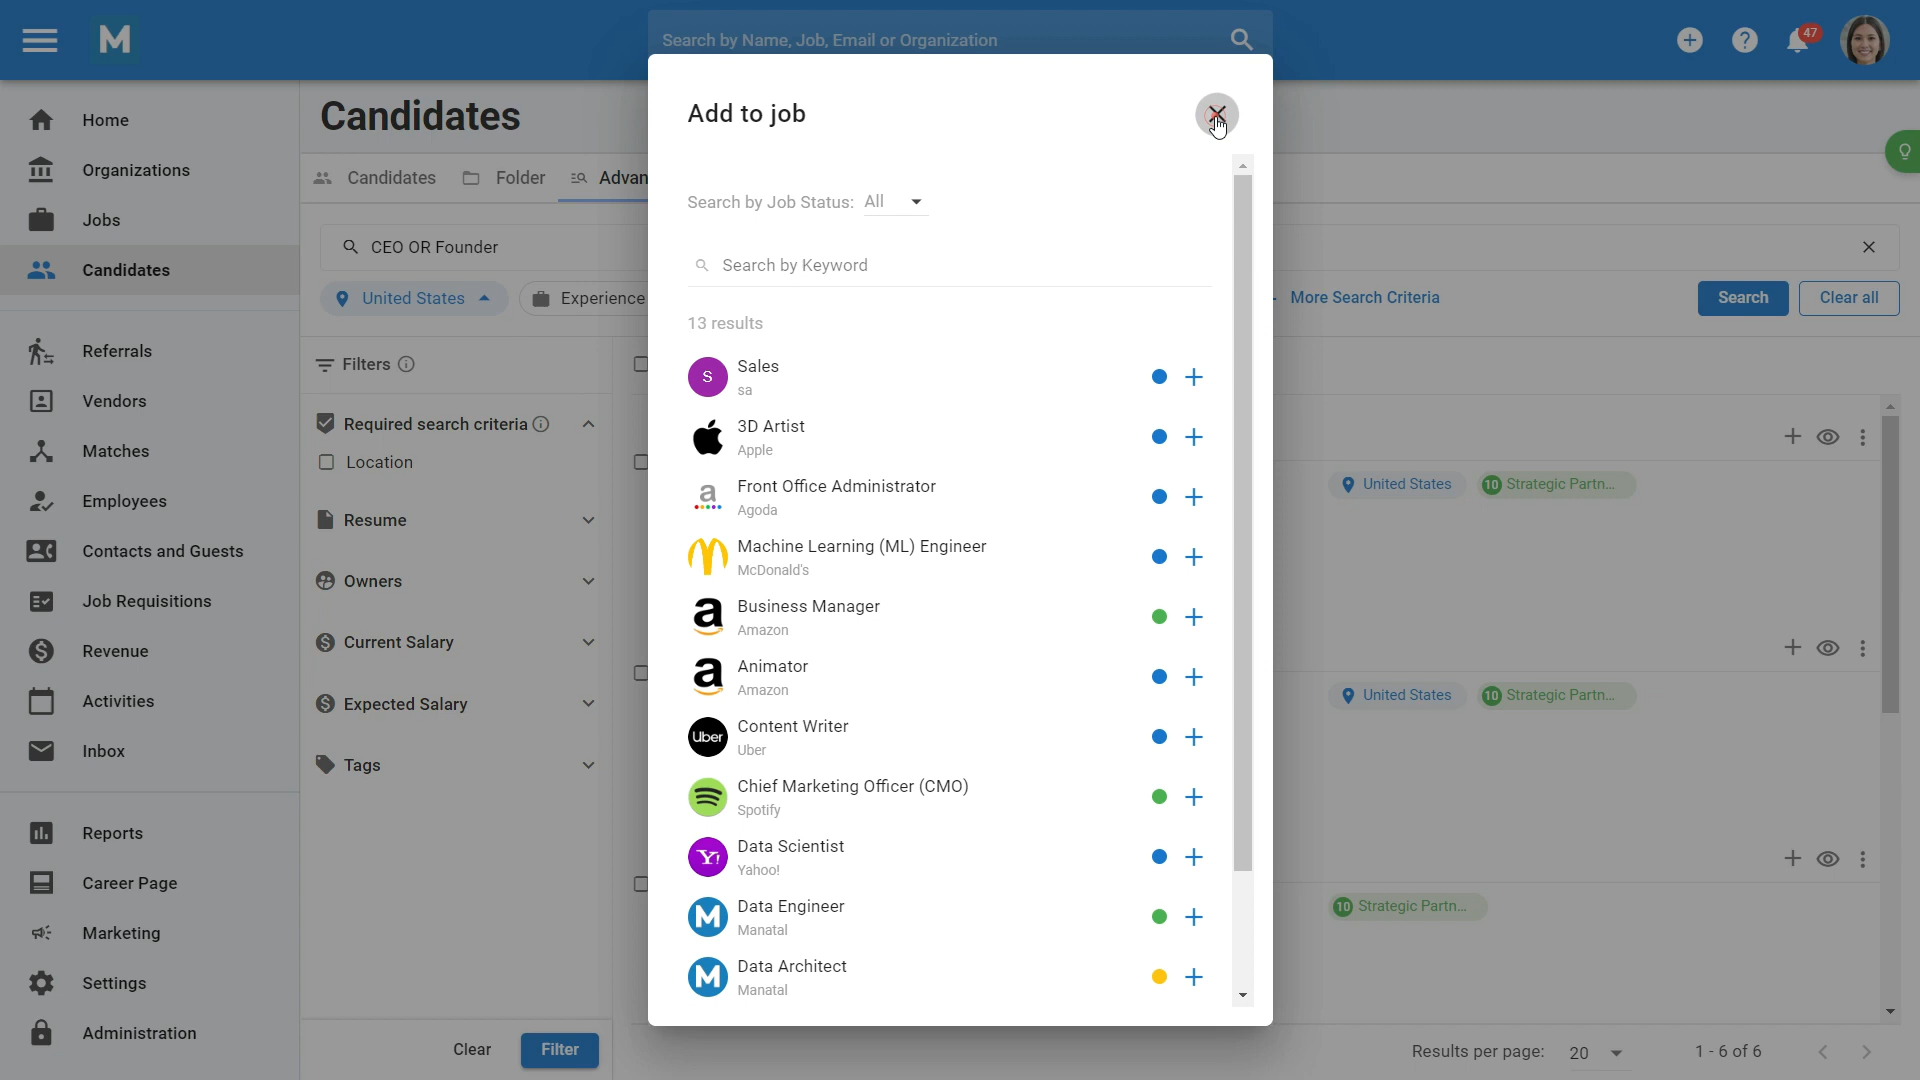 M
Search by Name, Job, Email or Organization
47
Home
Organizations
Jobs
Candidates
Referrals
Vendors
Matches
Employees
Contacts and Guests
Job Requisitions
Revenue
Activities
Inbox
Reports
Career Page
Marketing
Settings
Administration
Candidates
Candidates
Folder
Advan
CEO OR Founder
United States
Experience
More Search Criteria
Search
Clear all
Filters
Required search criteria
Location
Resume
Owners
Current Salary
Expected Salary
Tags
Clear
Filter
Add to job
Search by Job Status: All
Search by Keyword
13 results
S
Sales
sa
3D Artist
Apple
a
Front Office Administrator
Agoda
Machine Learning (ML) Engineer
McDonald's
a
Business Manager
Amazon
a
Animator
Amazon
Uber
Content Writer
Uber
Chief Marketing Officer (CMO)
Spotify
Y!
Data Scientist
Yahoo!
M
Data Engineer
Manatal
M
Data Architect
Manatal
United States
10 Strategic Partn...
United States
10 Strategic Partn...
10 Strategic Partn...
Results per page: 20
1 - 6 of 6